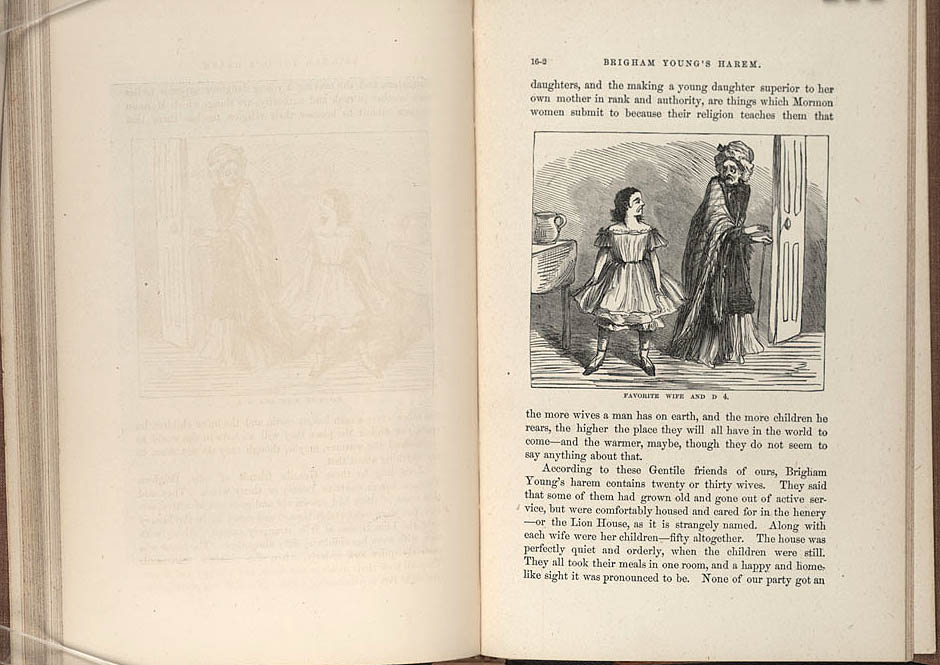 16-2 BRIGHAM YOUNG'S HAREM.
daughters, and the making a young daughter superior to her
own mother in rank and authority, are things which Mormon
women submit to because their religion teaches them that
FAVORITE WIFE AND D 4.
the more wives a man has on earth, and the more children he
rears, the higher the place they will all have in the world to
come—and the warmer, maybe, though they do not seem to
say anything about that.
According to these Gentile friends of ours, Brigham
Young's harem contains twenty or thirty wives. They said
that some of them had grown old and gone out of active ser-
vice, but were comfortably housed and cared for in the henery
—or the Lion House, as it is strangely named. Along with
each wife were her children—fifty altogether. The house was
perfectly quiet and orderly, when the children were still.
They all took their meals in one room, and a happy and home-
like sight it was pronounced to be. None of our party got an